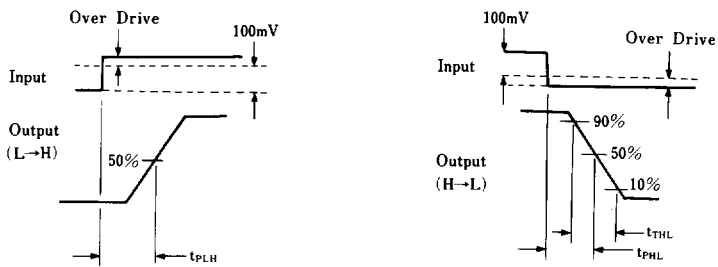 Over Drive
100mV
Input
Output
(L→H)
50%
tPLH
100mV
Over Drive
Input
Output
(H→L)
90%
50%
10%
tTHL
tPHL